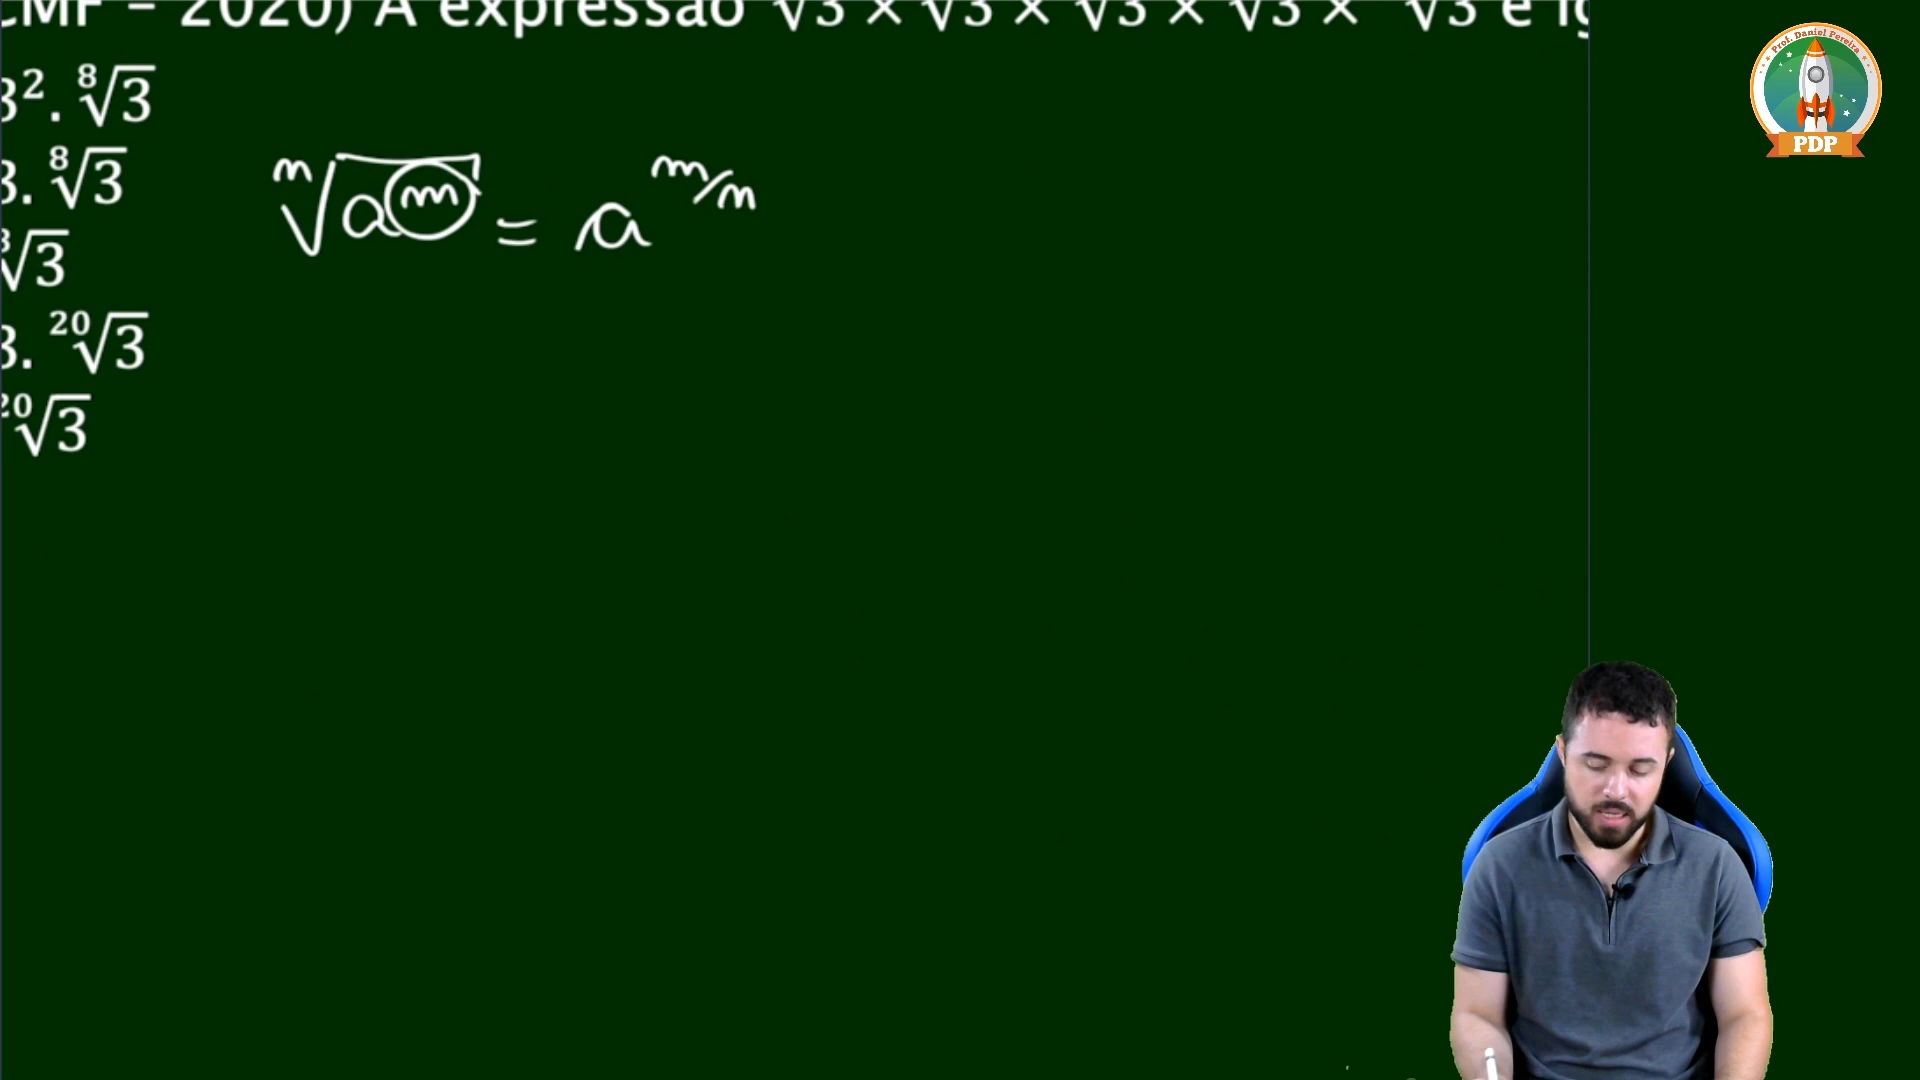 CMF – 2020) A expressão √3 × √3 × √3 × √3 × √3 é ig
3². ⁸√3
3. ⁸√3
⁸√3
3. ²⁰√3
²⁰√3
ⁿ√aᵐ = a^m/n
Prof. Daniel Pereira
PDP